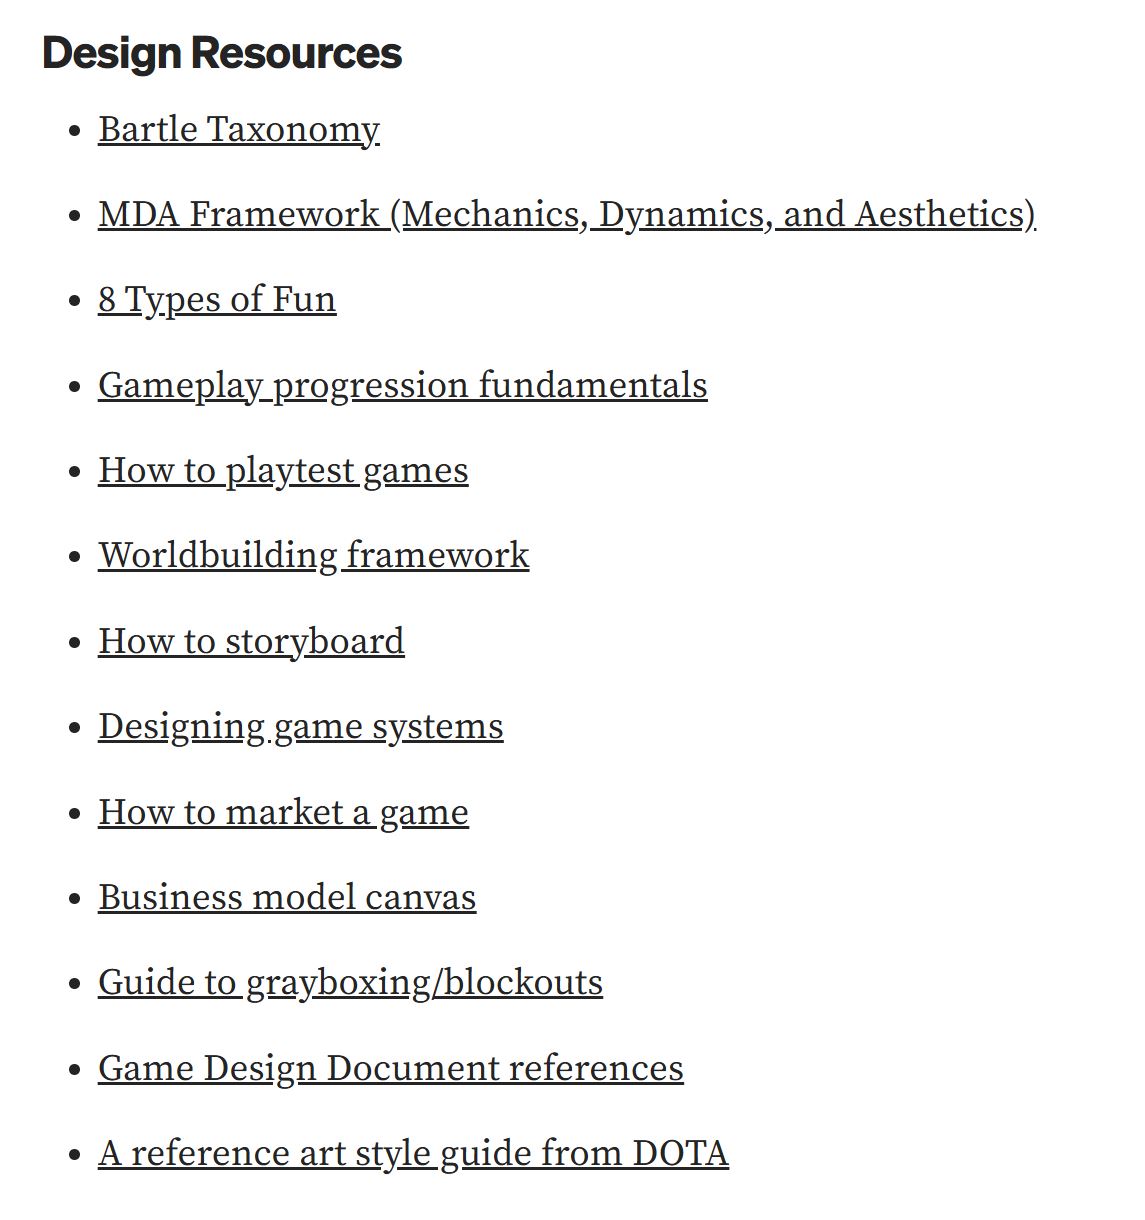 Design Resources
Bartle Taxonomy
MDA Framework (Mechanics, Dynamics, and Aesthetics)
8 Types of Fun
Gameplay progression fundamentals
How to playtest games
Worldbuilding framework
How to storyboard
Designing game systems
How to market a game
Business model canvas
Guide to grayboxing/blockouts
Game Design Document references
A reference art style guide from DOTA